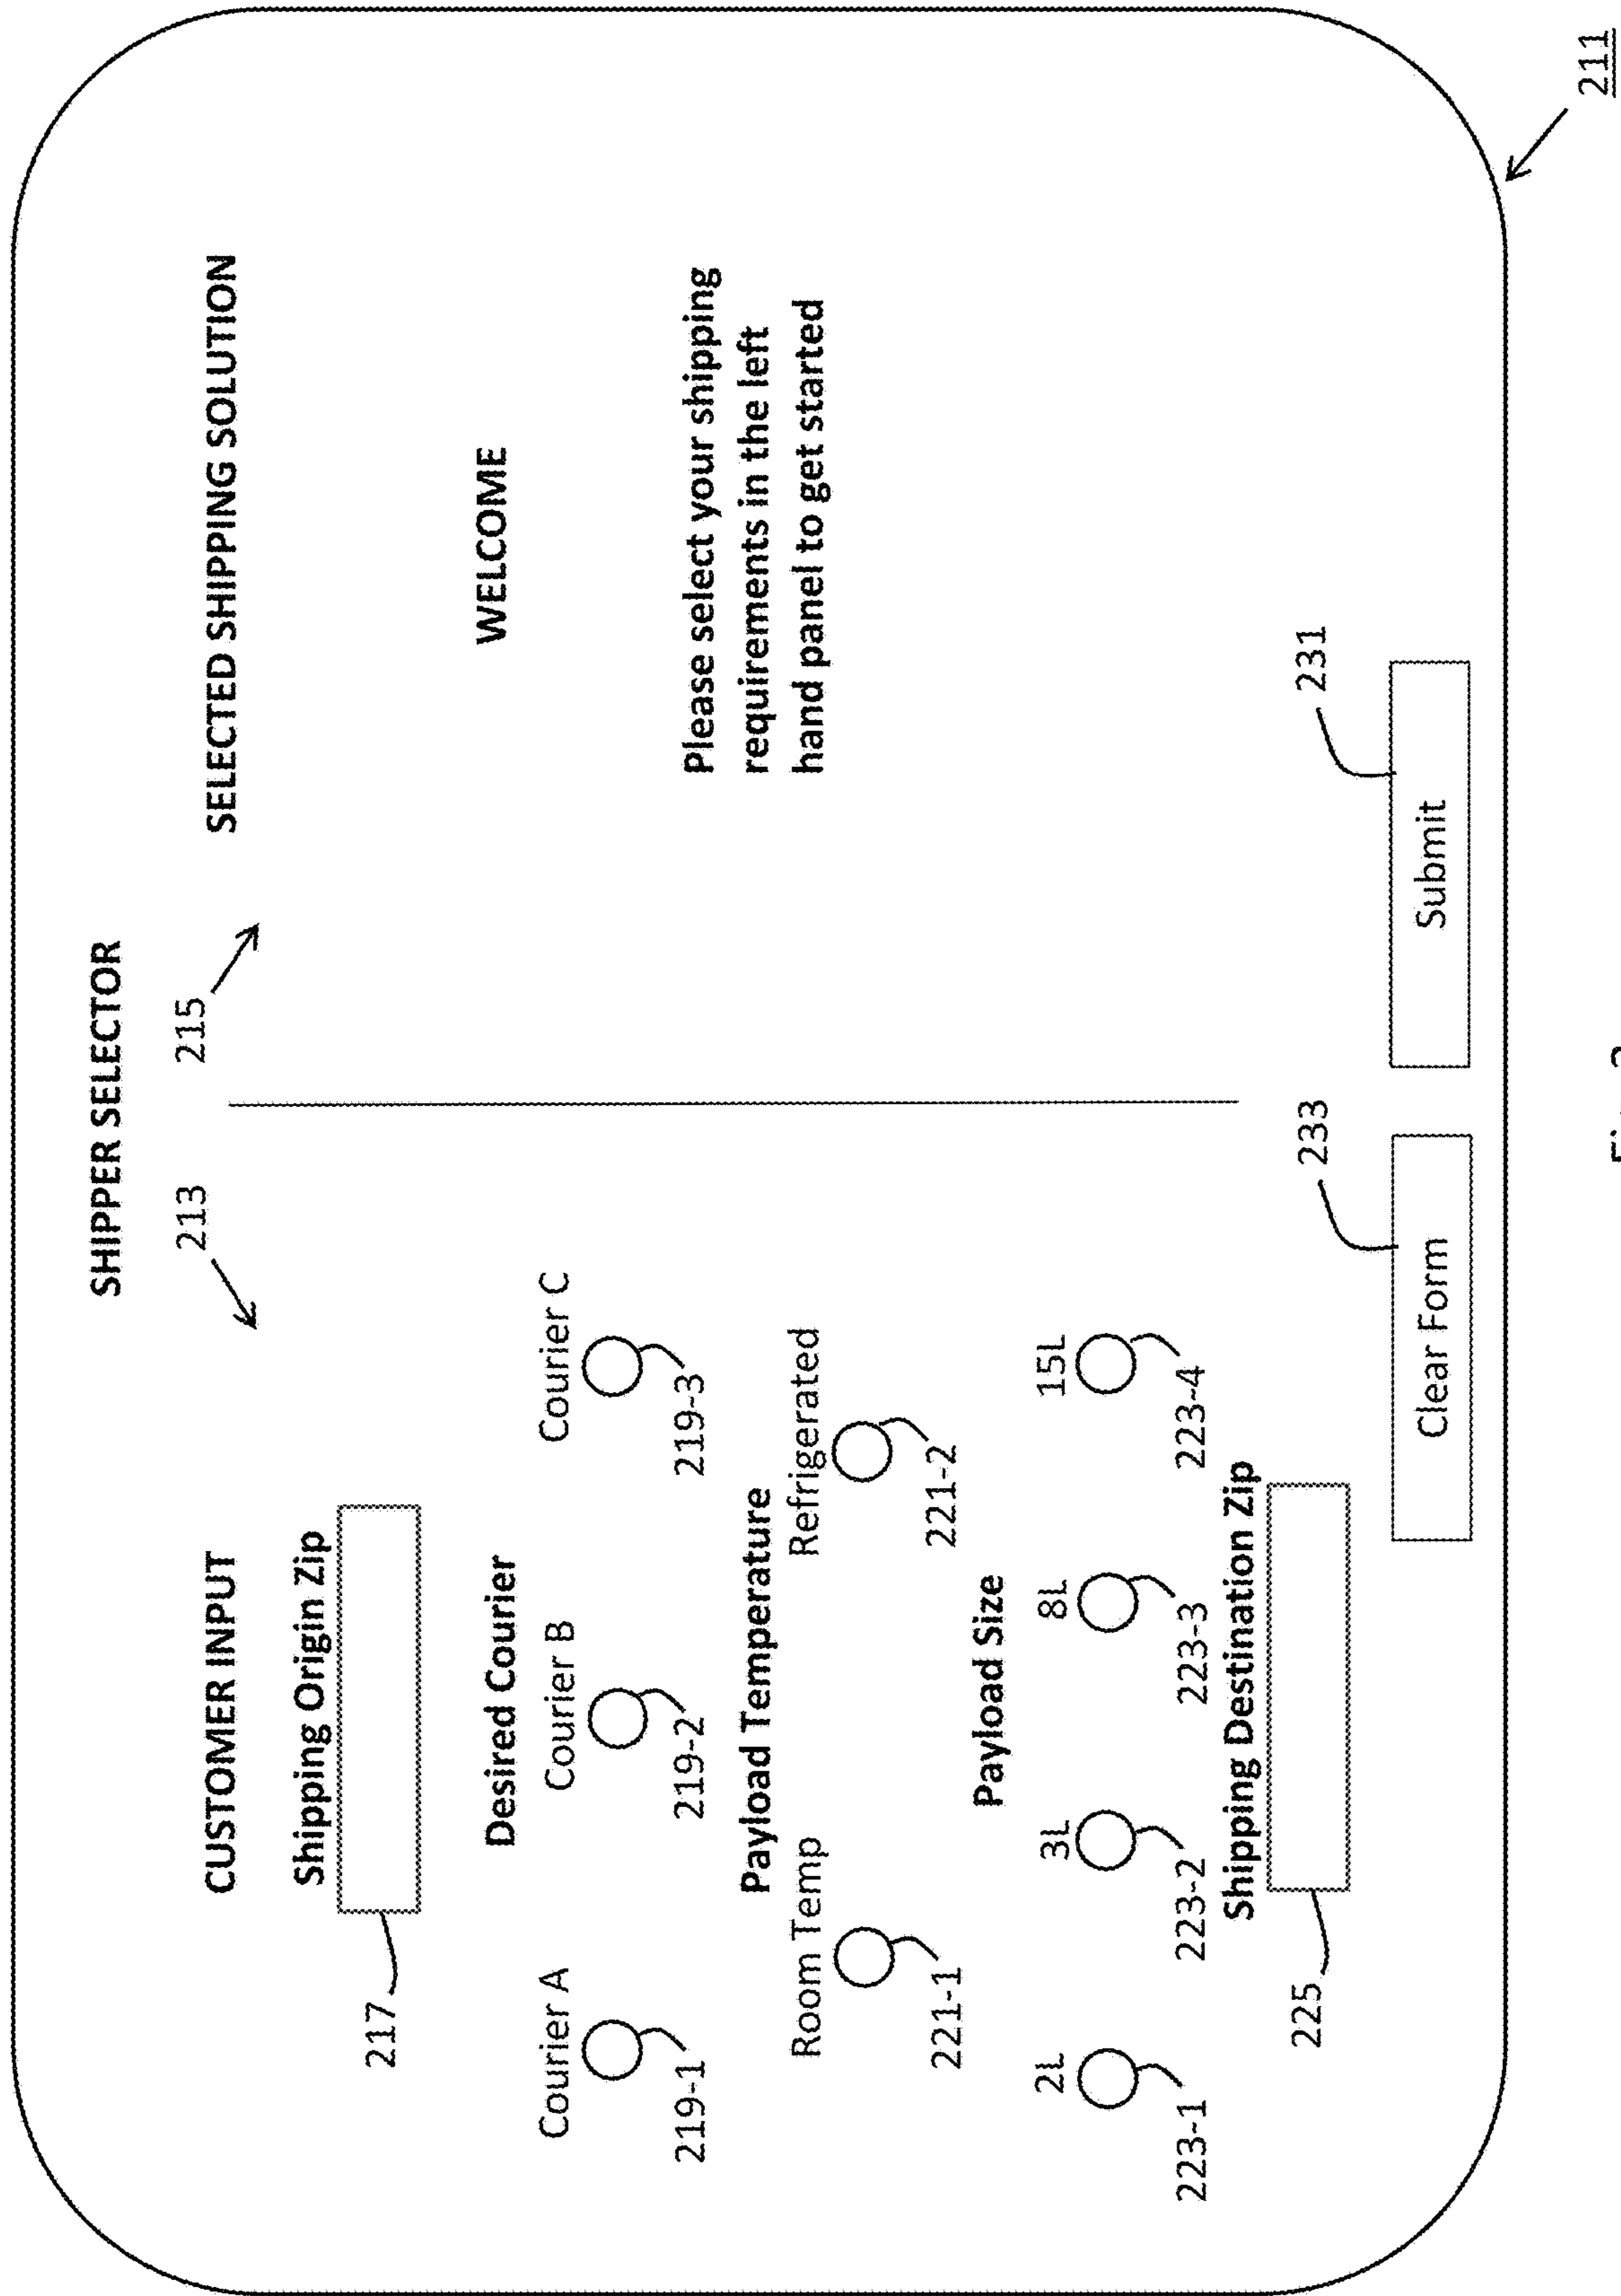 SHIPPER SELECTOR
213
215
CUSTOMER INPUT
SELECTED SHIPPING SOLUTION
Shipping Origin Zip
217
Desired Courier
Courier A
Courier B
Courier C
219-1
219-2
219-3
WELCOME
Payload Temperature
Room Temp
Refrigerated
221-1
221-2
Please select your shipping
requirements in the left
hand panel to get started
Payload Size
2L
3L
8L
15L
223-1
223-2
223-3
223-4
Shipping Destination Zip
225
233
231
Clear Form
Submit
211